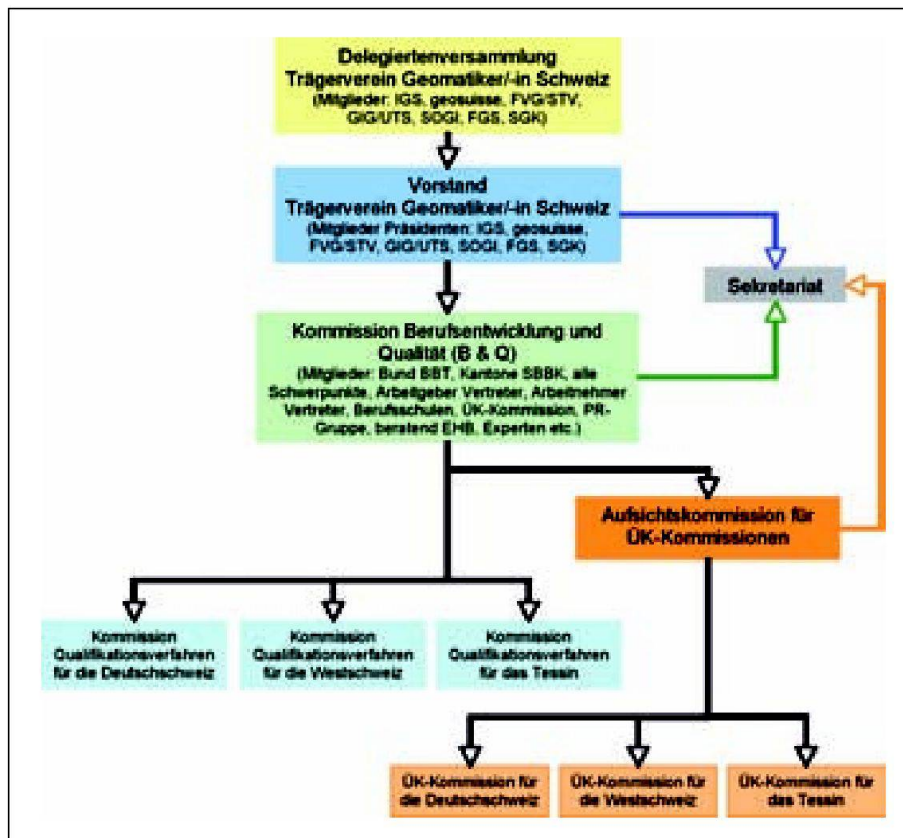 Delegiertenversammlung
Trägerverein Geomatiker/-in Schweiz
(Mitglieder: IGS, geosuisse, FVG/STV,
GIG/UTS, SOGI, FGS, SGK)
Vorstand
Trägerverein Geomatiker/-in Schweiz
(Mitglieder Präsidenten: IGS, geosuisse,
FVG/STV, GIG/UTS, SOGI, FGS, SGK)
Sekretariat
Kommission Berufsentwicklung und
Qualität (B & Q)
(Mitglieder: Bund BBT, Kantone SBBK, alle
Schwerpunkte, Arbeitgeber Vertreter, Arbeitnehmer
Vertreter, Berufsschulen, ÜK-Kommission, PR-
Gruppe, beratend EHB, Experten etc.)
Aufsichtskommission für
ÜK-Kommissionen
Kommission
Qualifikationsverfahren
für die Deutschschweiz
Kommission
Qualifikationsverfahren
für die Westschweiz
Kommission
Qualifikationsverfahren
für das Tessin
ÜK-Kommission für
die Deutschschweiz
ÜK-Kommission für
die Westschweiz
ÜK-Kommission für
das Tessin